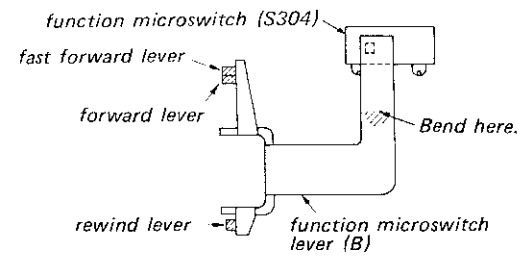 function microswitch (S304)
fast forward lever
forward lever
Bend here.
rewind lever
function microswitch
lever (B)